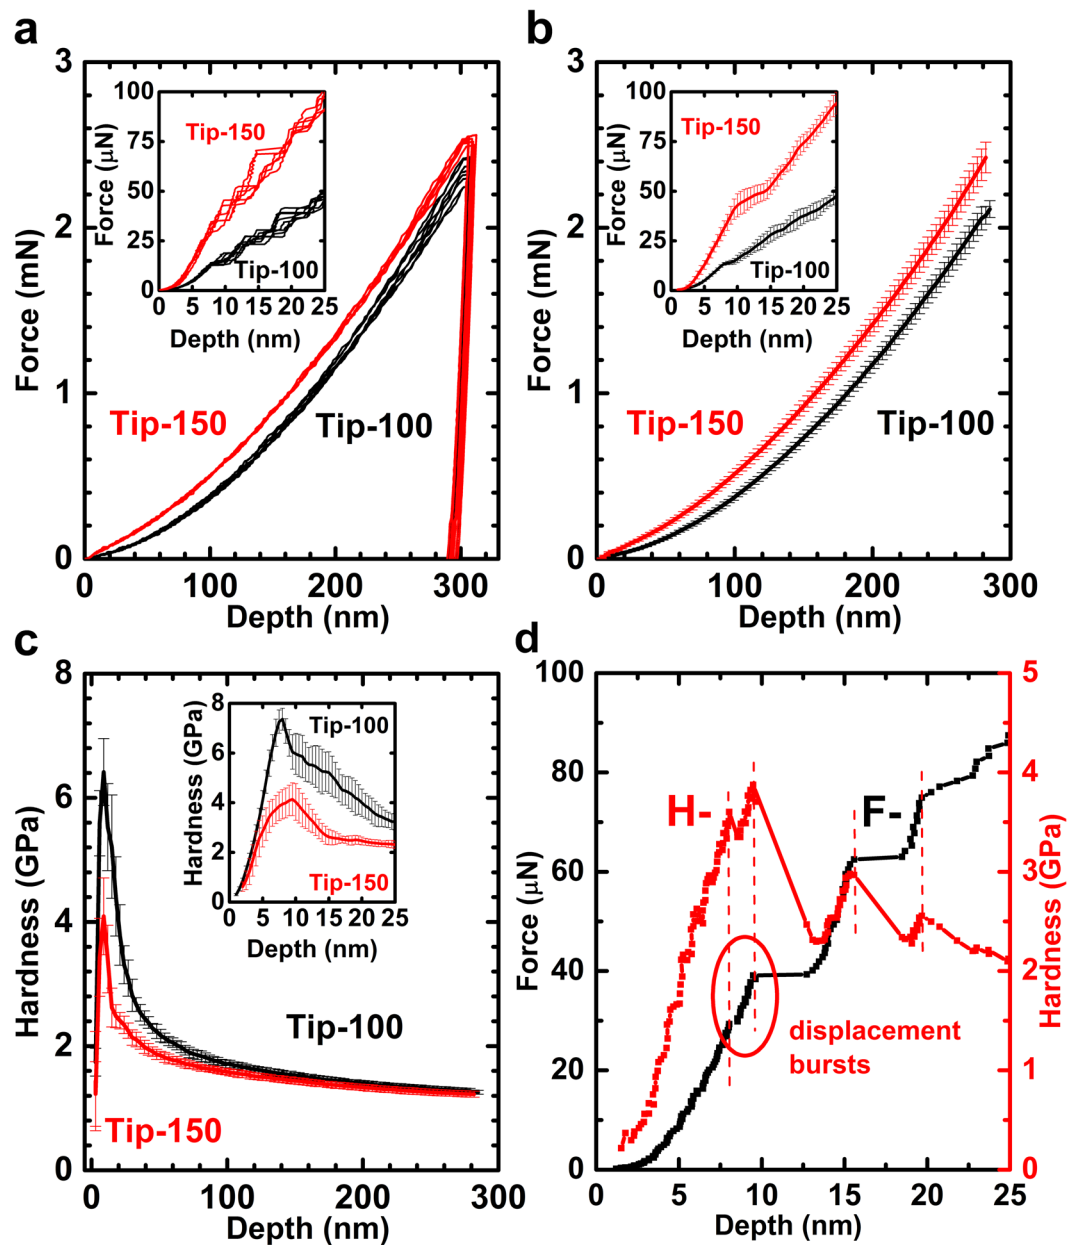 a
3
2
1
0
Force (mN)
0
100
200
300
Depth (nm)
Tip-150
Tip-100
100
75
50
25
0
Force (μN)
0 5 10 15 20 25
Depth (nm)
Tip-150
Tip-100
b
3
2
1
0
Force (mN)
0
100
200
300
Depth (nm)
Tip-150
Tip-100
100
75
50
25
0
Force (μN)
0 5 10 15 20 25
Depth (nm)
Tip-150
Tip-100
c
8
6
4
2
0
Hardness (GPa)
0
100
200
300
Depth (nm)
Tip-100
Tip-150
8
6
4
2
0
Hardness (GPa)
0 5 10 15 20 25
Depth (nm)
Tip-100
Tip-150
d
100
80
60
40
20
0
Force (μN)
0 5 10 15 20 25
Depth (nm)
5
4
3
2
1
0
Hardness (GPa)
H-
F-
displacement
bursts